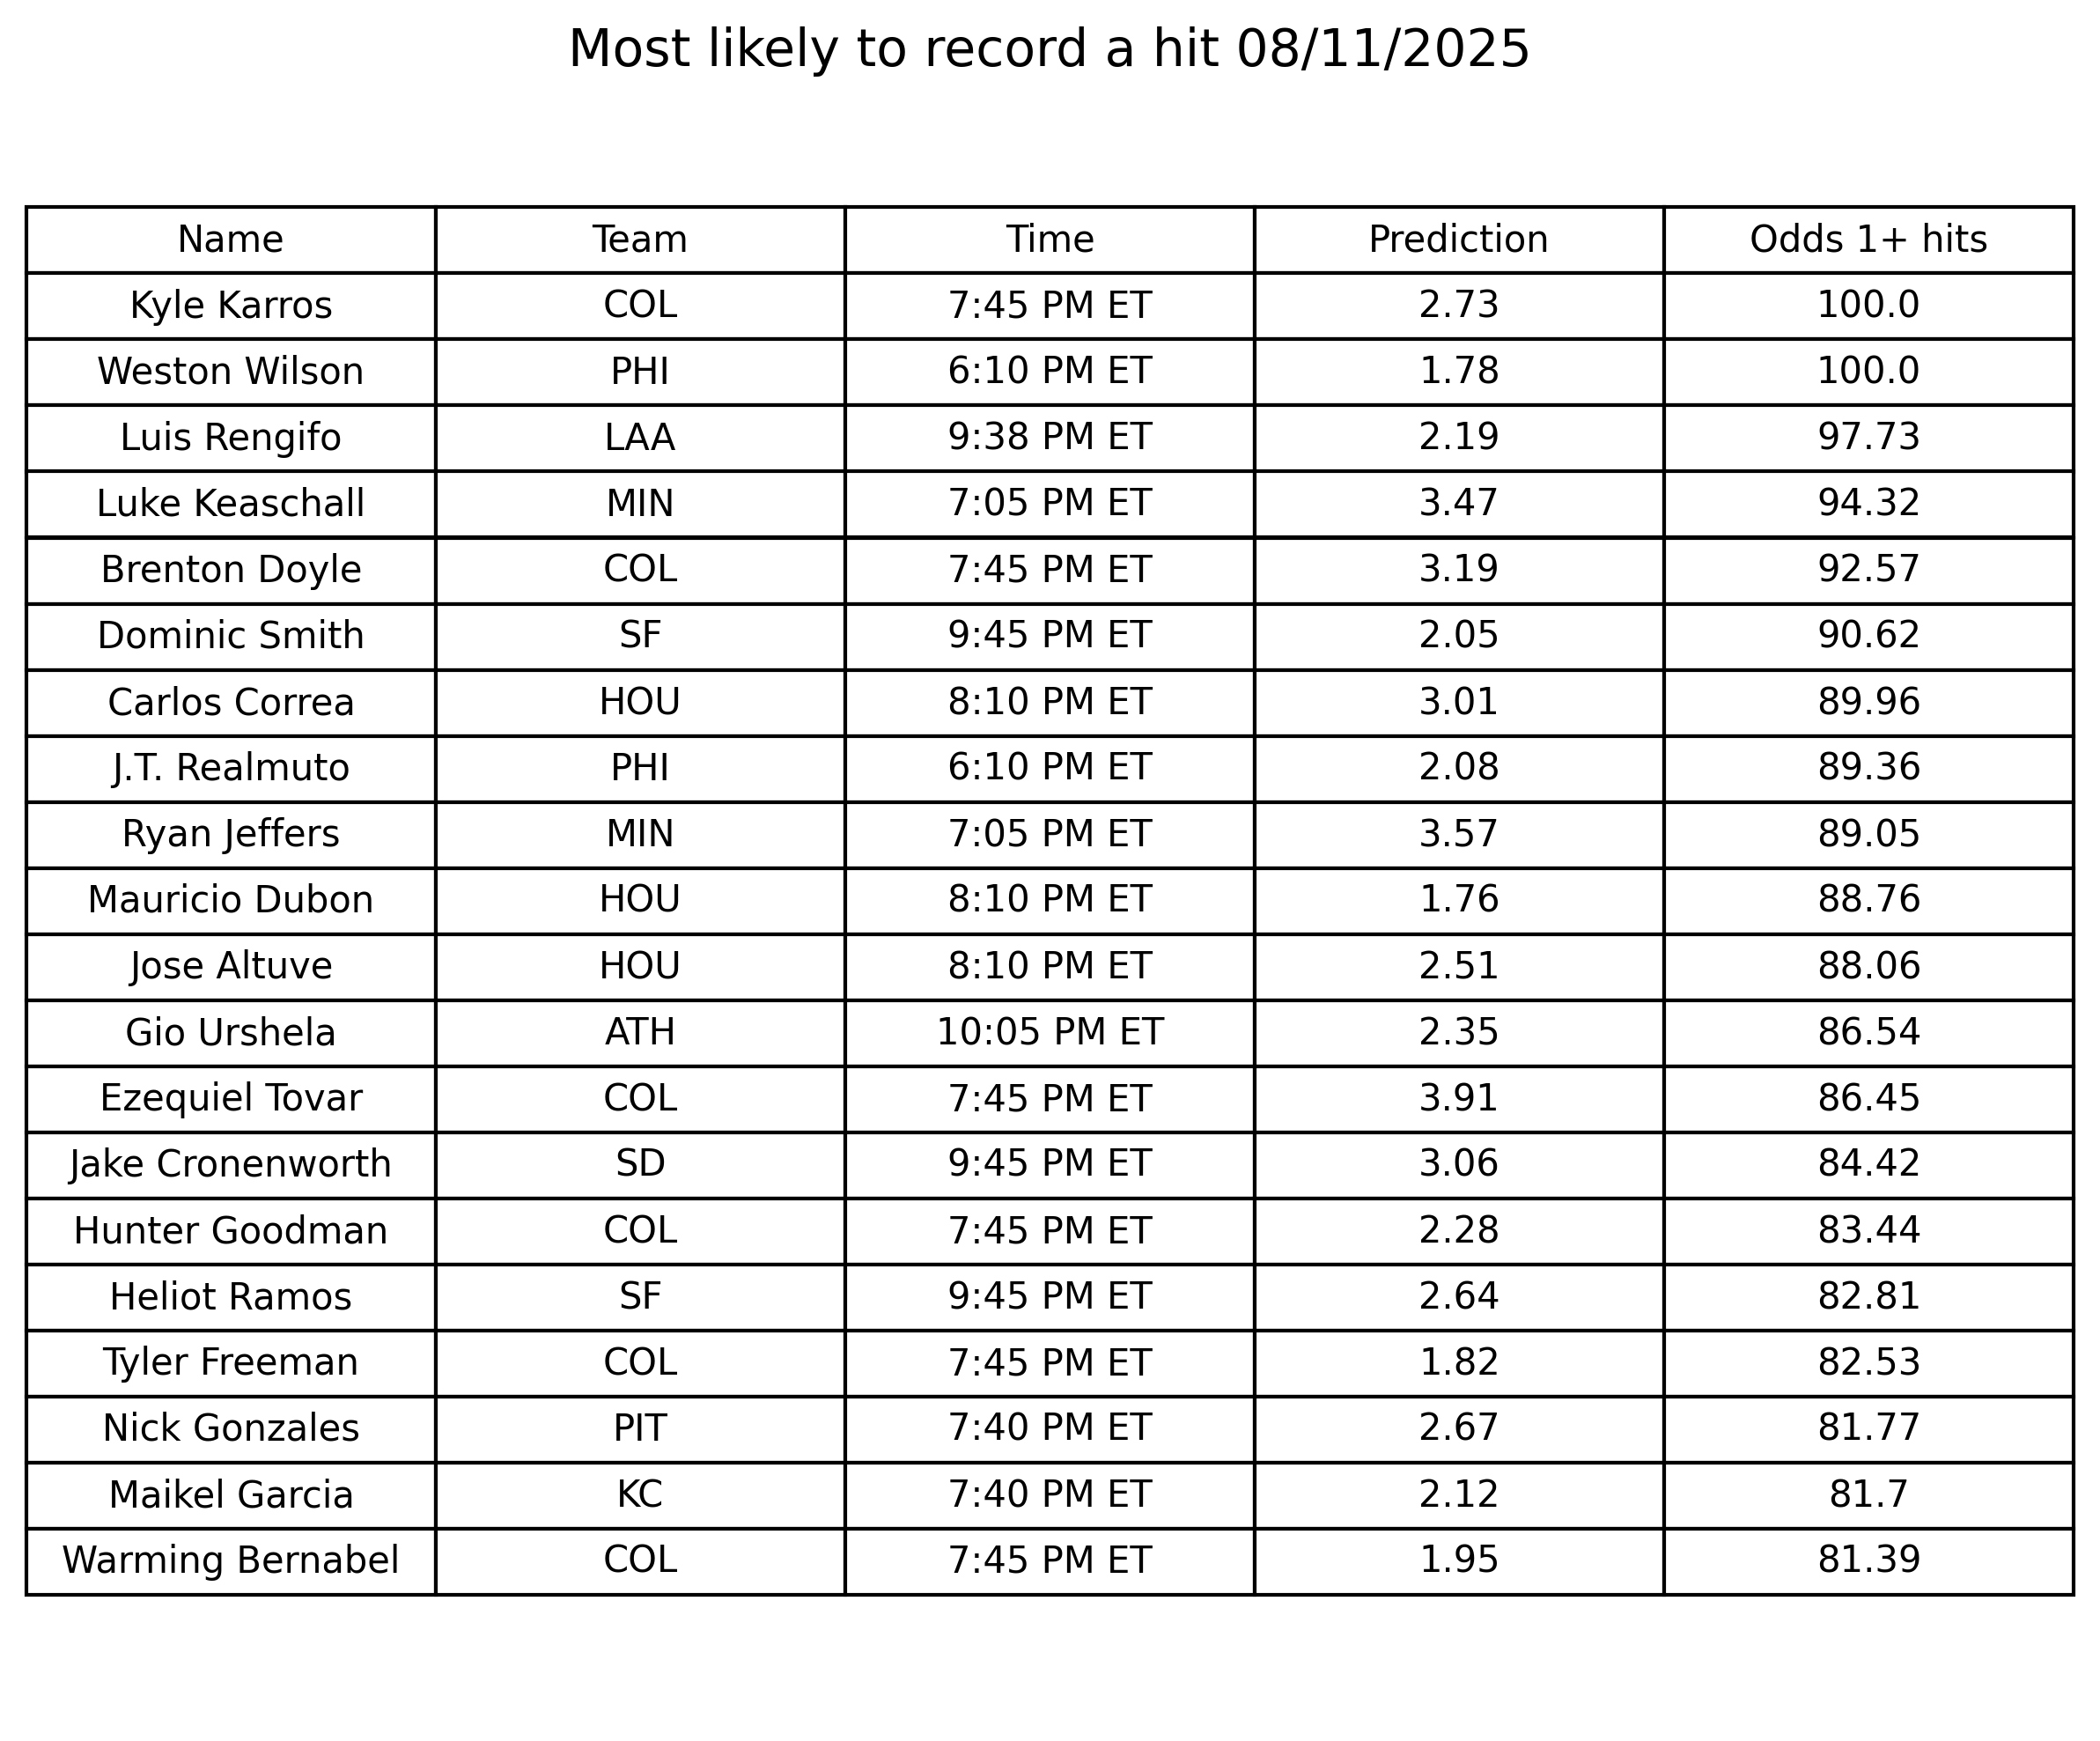 Most likely to record a hit 08/11/2025
Name Team Time Prediction Odds 1+ hits
Kyle Karros COL 7:45 PM ET 2.73 100.0
Weston Wilson PHI 6:10 PM ET 1.78 100.0
Luis Rengifo LAA 9:38 PM ET 2.19 97.73
Luke Keaschall MIN 7:05 PM ET 3.47 94.32
Brenton Doyle COL 7:45 PM ET 3.19 92.57
Dominic Smith SF 9:45 PM ET 2.05 90.62
Carlos Correa HOU 8:10 PM ET 3.01 89.96
J.T. Realmuto PHI 6:10 PM ET 2.08 89.36
Ryan Jeffers MIN 7:05 PM ET 3.57 89.05
Mauricio Dubon HOU 8:10 PM ET 1.76 88.76
Jose Altuve HOU 8:10 PM ET 2.51 88.06
Gio Urshela ATH 10:05 PM ET 2.35 86.54
Ezequiel Tovar COL 7:45 PM ET 3.91 86.45
Jake Cronenworth SD 9:45 PM ET 3.06 84.42
Hunter Goodman COL 7:45 PM ET 2.28 83.44
Heliot Ramos SF 9:45 PM ET 2.64 82.81
Tyler Freeman COL 7:45 PM ET 1.82 82.53
Nick Gonzales PIT 7:40 PM ET 2.67 81.77
Maikel Garcia KC 7:40 PM ET 2.12 81.7
Warming Bernabel COL 7:45 PM ET 1.95 81.39